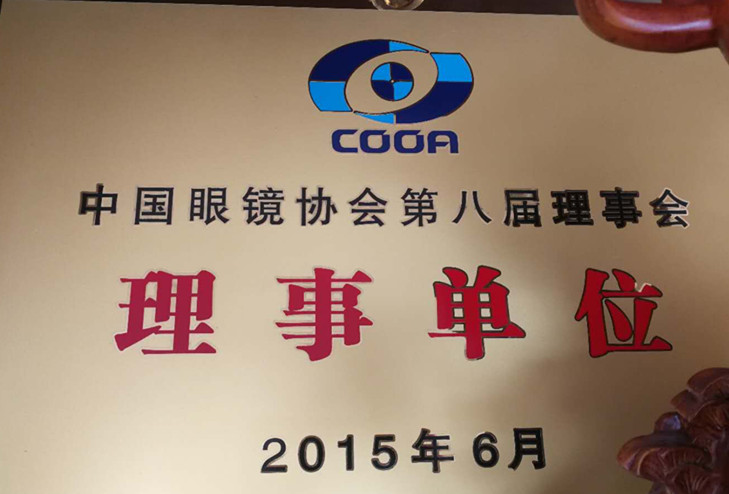 COOA
中国眼镜协会第八届理事会
理事单位
2015年6月